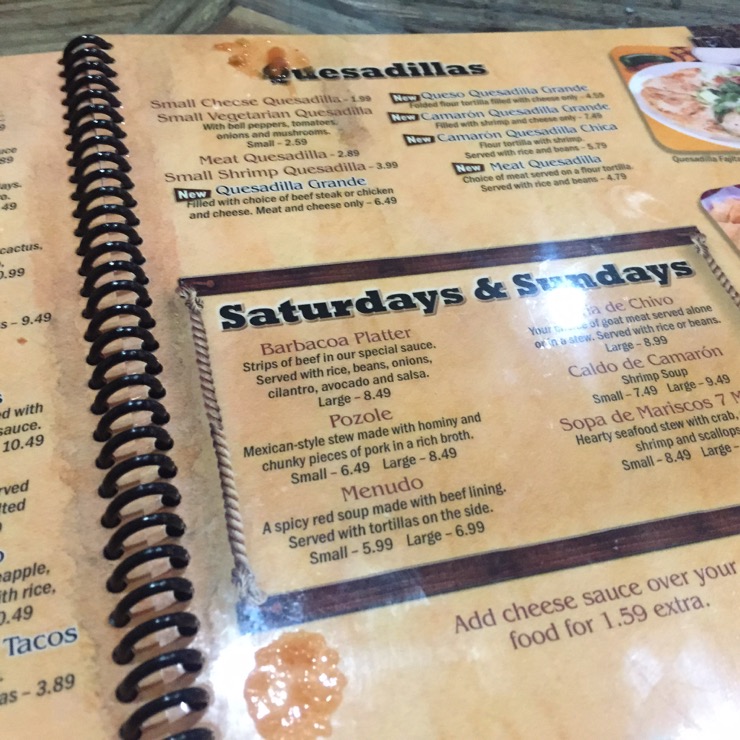 Quesadillas
Small Cheese Quesadilla – 1.99
Small Vegetarian Quesadilla
With bell peppers, tomatoes,
onions and mushrooms.
Small – 2.59
Meat Quesadilla – 2.89
Small Shrimp Quesadilla – 3.99
New Quesadilla Grande
Filled with choice of beef steak or chicken
and cheese. Meat and cheese only – 6.49
New Queso Quesadilla Grande
Folded flour tortilla filled with cheese only – 4.59
New Camarón Quesadilla Grande
Filled with shrimp and cheese only – 7.49
New Camarón Quesadilla Chica
Flour tortilla with shrimp.
Served with rice and beans – 5.79
New Meat Quesadilla
Choice of meat served on a flour tortilla.
Served with rice and beans – 4.79
Quesadilla Fajita
Saturdays & Sundays
Barbacoa Platter
Strips of beef in our special sauce.
Served with rice, beans, onions,
cilantro, avocado and salsa.
Large – 8.49
Pozole
Mexican-style stew made with hominy and
chunky pieces of pork in a rich broth.
Small – 6.49 Large – 8.49
Menudo
A spicy red soup made with beef lining.
Served with tortillas on the side.
Small – 5.99 Large – 6.99
de Chivo
Your of goat meat served alone
or in a stew. Served with rice or beans.
Large – 8.99
Caldo de Camarón
Shrimp Soup
Small – 7.49 Large – 9.49
Sopa de Mariscos 7 M
Hearty seafood stew with crab,
shrimp and scallops
Small – 8.49 Large –
Add cheese sauce over your
food for 1.59 extra.
cactus,
0.99
s – 9.49
ed with
sauce.
10.49
rved
tted
eapple,
ith rice,
0.49
Tacos
as – 3.89